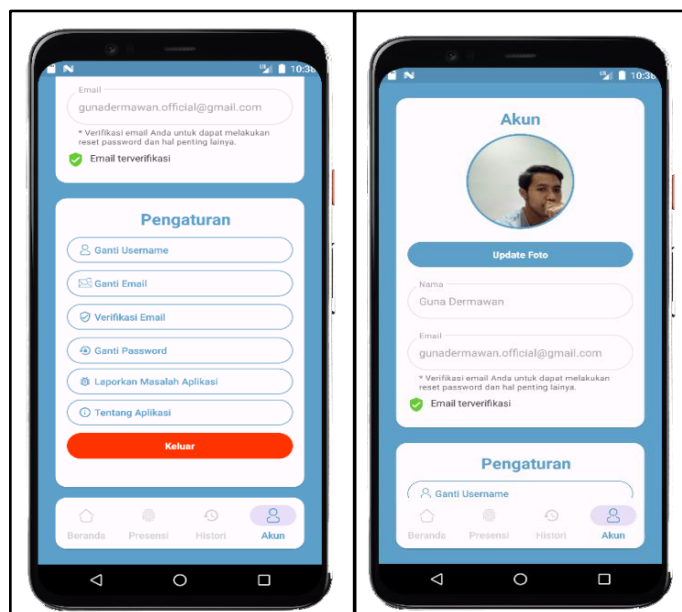 10:38
Email
gunadermawan.official@gmail.com
* Verifikasi email Anda untuk dapat melakukan
reset password dan hal penting lainya.
Email terverifikasi
Pengaturan
Ganti Username
Ganti Email
Verifikasi Email
Ganti Password
Laporkan Masalah Aplikasi
Tentang Aplikasi
Keluar
Beranda
Presensi
Histori
Akun
10:38
Akun
Update Foto
Nama
Guna Dermawan
Email
gunadermawan.official@gmail.com
* Verifikasi email Anda untuk dapat melakukan
reset password dan hal penting lainya.
Email terverifikasi
Pengaturan
Ganti Username
Beranda
Presensi
Histori
Akun